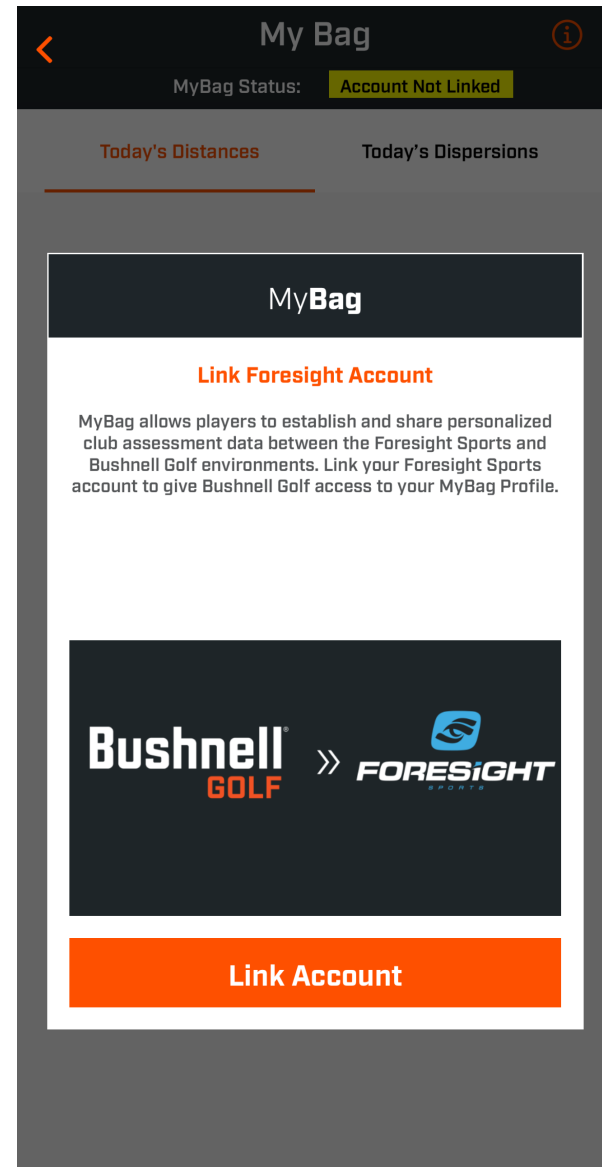 My Bag
MyBag Status: Account Not Linked
Today's Distances Today's Dispersions
MyBag
Link Foresight Account
MyBag allows players to establish and share personalized
club assessment data between the Foresight Sports and
Bushnell Golf environments. Link your Foresight Sports
account to give Bushnell Golf access to your MyBag Profile.
Bushnell®
GOLF
» FORESiGHT
SPORTS
Link Account